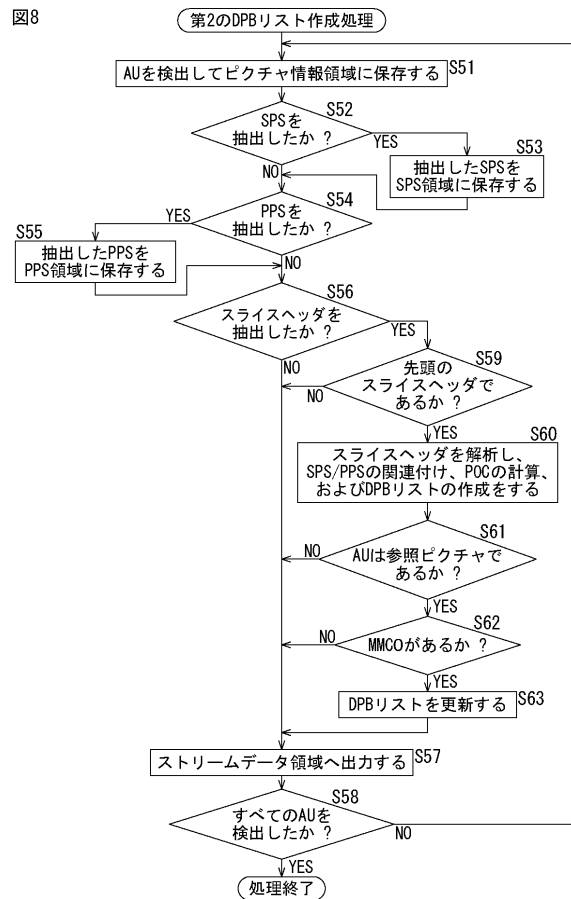 図8
第2のDPBリスト作成処理
AUを検出してピクチャ情報領域に保存する
S51
SPSを
抽出したか ?
S52
YES
NO
S53
抽出したSPSを
SPS領域に保存する
PPSを
抽出したか ?
S54
YES
NO
S55
抽出したPPSを
PPS領域に保存する
スライスヘッダを
抽出したか ?
S56
YES
NO
先頭の
スライスヘッダで
あるか ?
S59
NO
YES
S60
スライスヘッダを解析し、
SPS/PPSの関連付け、POCの計算、
およびDPBリストの作成をする
S61
AUは参照ピクチャで
あるか ?
NO
YES
S62
MMCOがあるか ?
NO
YES
DPBリストを更新する
S63
ストリームデータ領域へ出力する
S57
すべてのAUを
検出したか ?
S58
NO
YES
処理終了